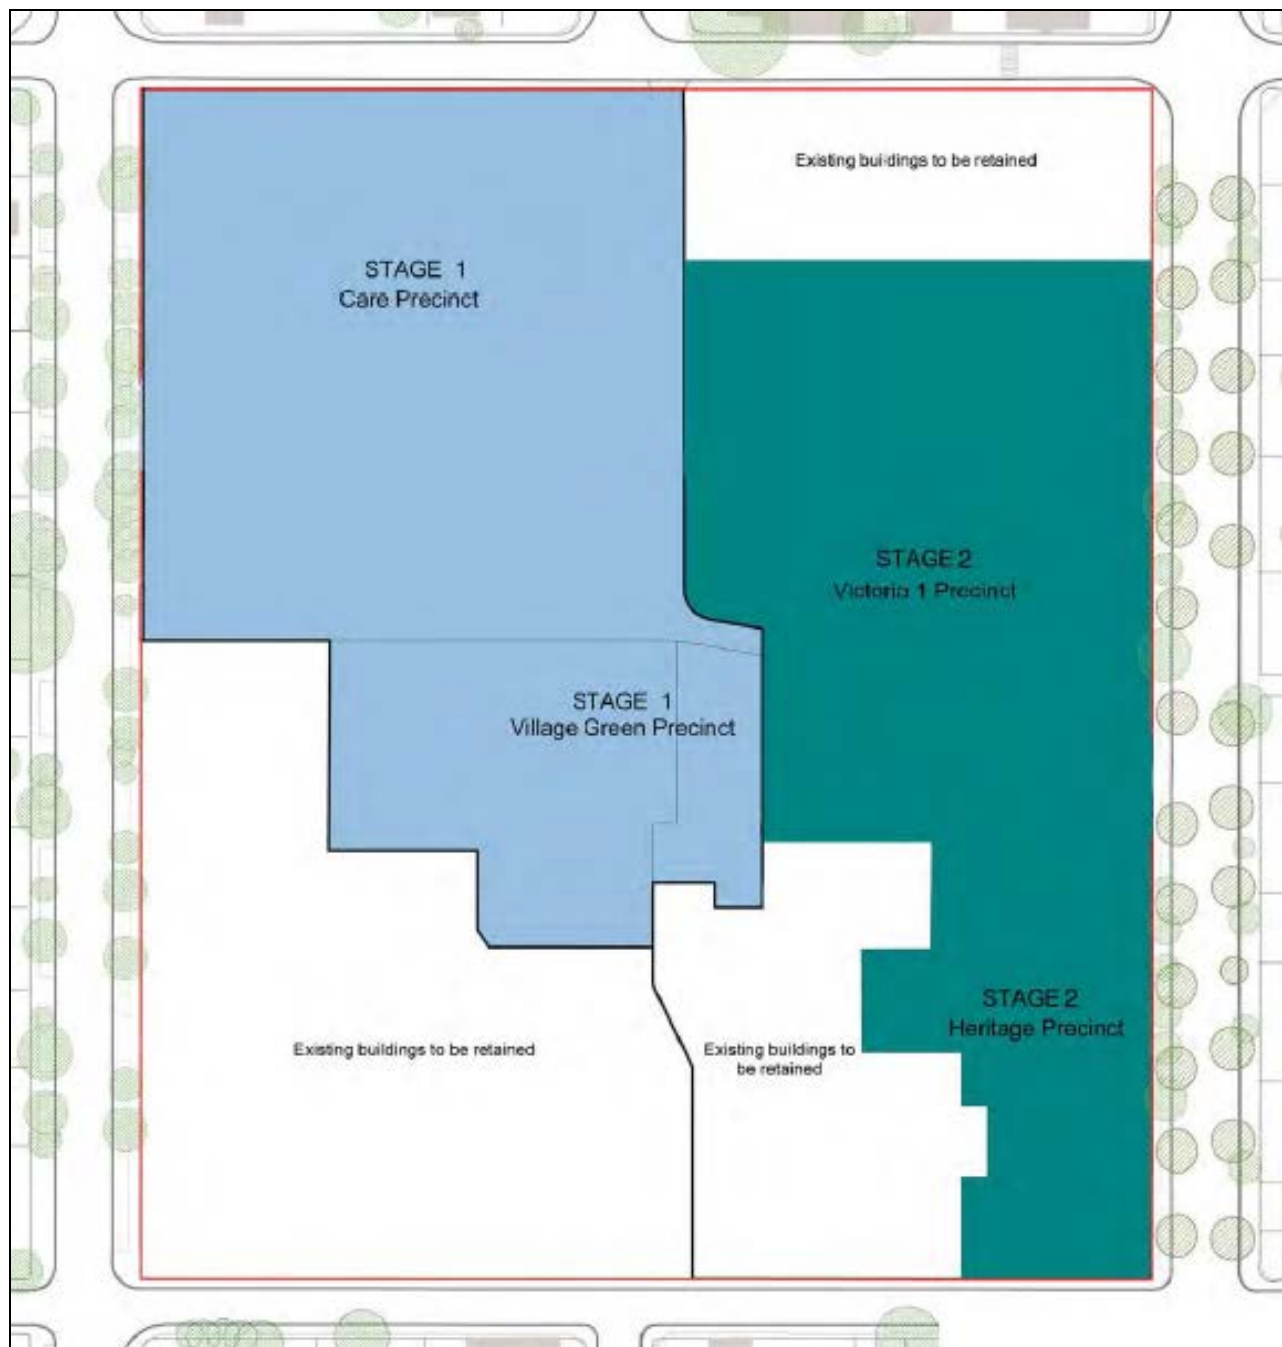 Existing buildings to be retained
STAGE 1
Care Precinct
STAGE 2
Victoria 1 Precinct
STAGE 1
Village Green Precinct
STAGE 2
Heritage Precinct
Existing buildings to be retained
Existing buildings to
be retained